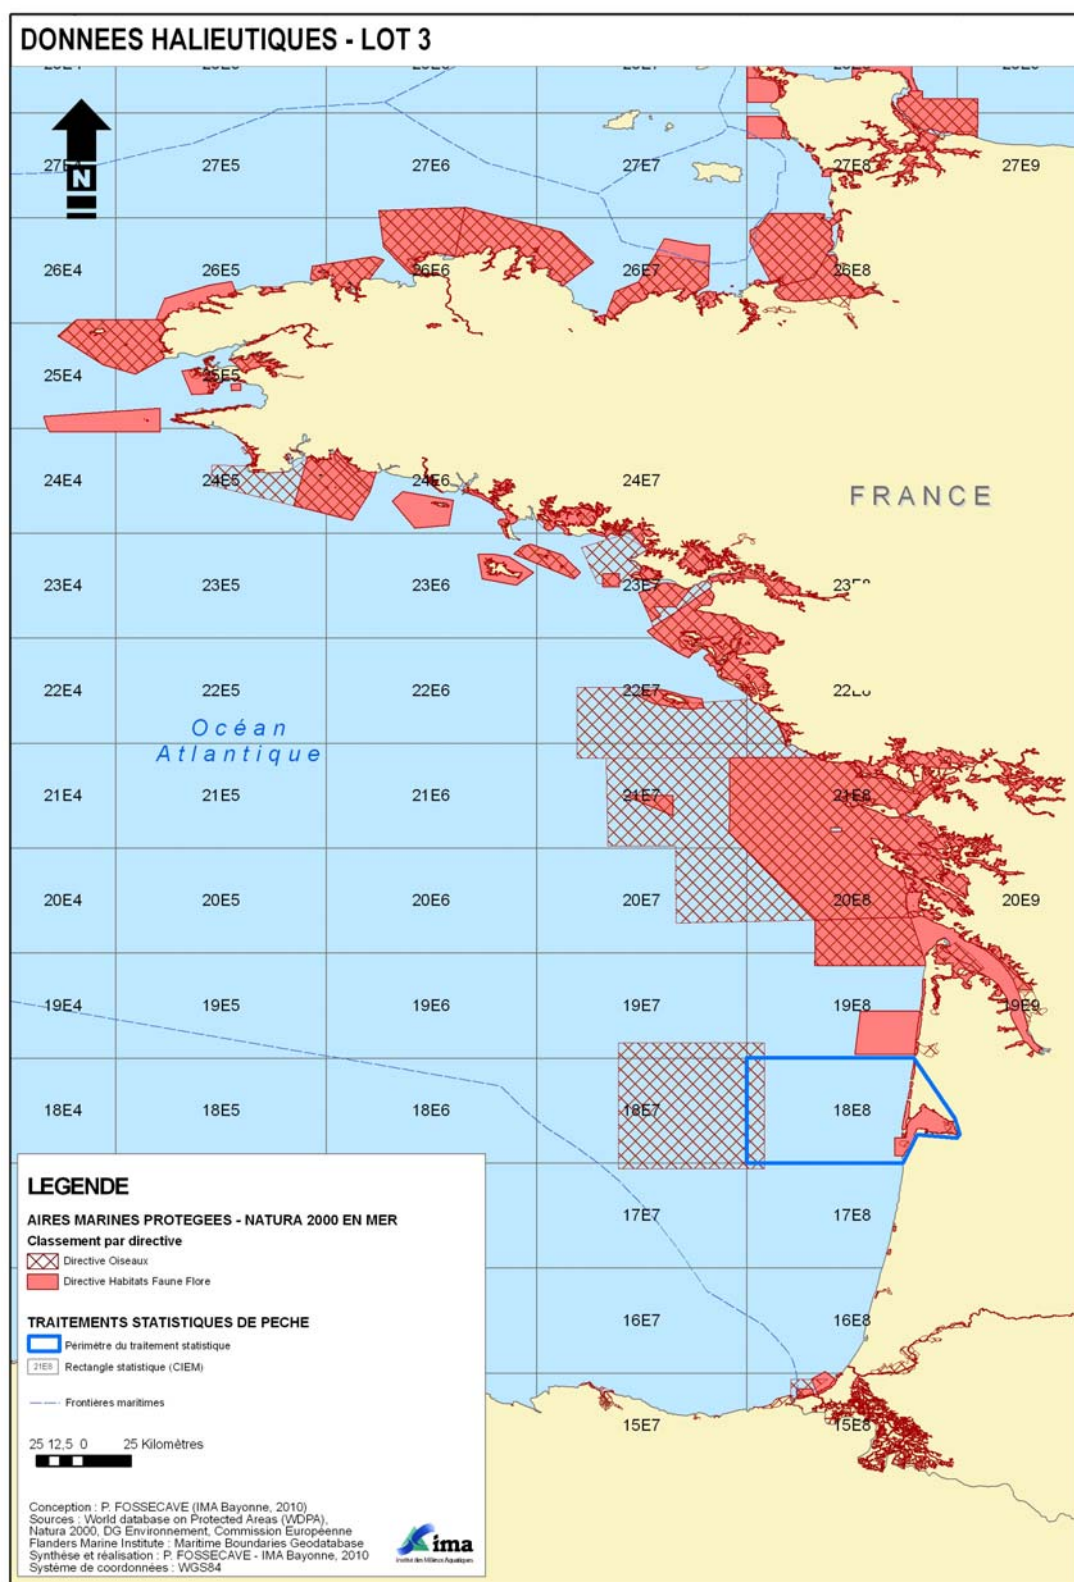 DONNEES HALIEUTIQUES - LOT 3
N
27E5
27E6
27E7
27E8
27E9
26E4
26E5
26E6
26E7
26E8
25E4
25E5
24E4
24E5
24E6
24E7
FRANCE
23E4
23E5
23E6
23E7
22E4
22E5
22E6
22E7
Océan
Atlantique
21E4
21E5
21E6
21E7
21E8
20E4
20E5
20E6
20E7
20E8
20E9
19E4
19E5
19E6
19E7
19E8
19E9
18E4
18E5
18E6
18E7
18E8
17E7
17E8
16E7
16E8
15E7
15E8
LEGENDE
AIRES MARINES PROTEGEES - NATURA 2000 EN MER
Classement par directive
Directive Oiseaux
Directive Habitats Faune Flore
TRAITEMENTS STATISTIQUES DE PECHE
Périmètre du traitement statistique
21E8 Rectangle statistique (CIEM)
Frontières maritimes
25 12,5 0 25 Kilomètres
Conception : P. FOSSECAVE (IMA Bayonne, 2010)
Sources : World database on Protected Areas (WDPA),
Natura 2000, DG Environnement, Commission Européenne
Flanders Marine Institute : Maritime Boundaries Geodatabase
Synthèse et réalisation : P. FOSSECAVE - IMA Bayonne, 2010
Système de coordonnées : WGS84
ima
Institut des Milieux Aquatiques